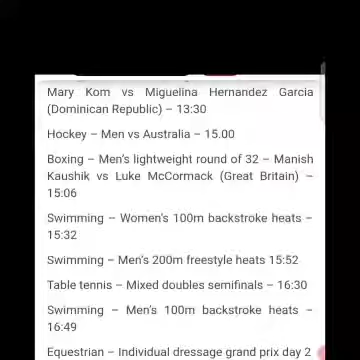 Mary Kom vs Miguelina Hernandez Garcia
(Dominican Republic) – 13:30
Hockey – Men vs Australia – 15.00
Boxing – Men's lightweight round of 32 – Manish
Kaushik vs Luke McCormack (Great Britain) –
15:06
Swimming – Women's 100m backstroke heats –
15:32
Swimming – Men's 200m freestyle heats 15:52
Table tennis – Mixed doubles semifinals – 16:30
Swimming – Men's 100m backstroke heats –
16:49
Equestrian – Individual dressage grand prix day 2